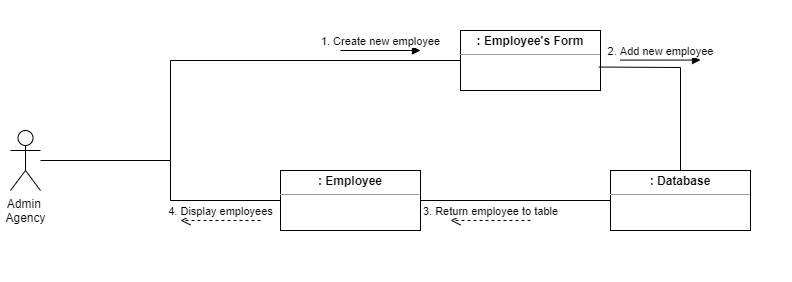 1. Create new employee
: Employee's Form
2. Add new employee
Admin
Agency
: Employee
: Database
4. Display employees
3. Return employee to table